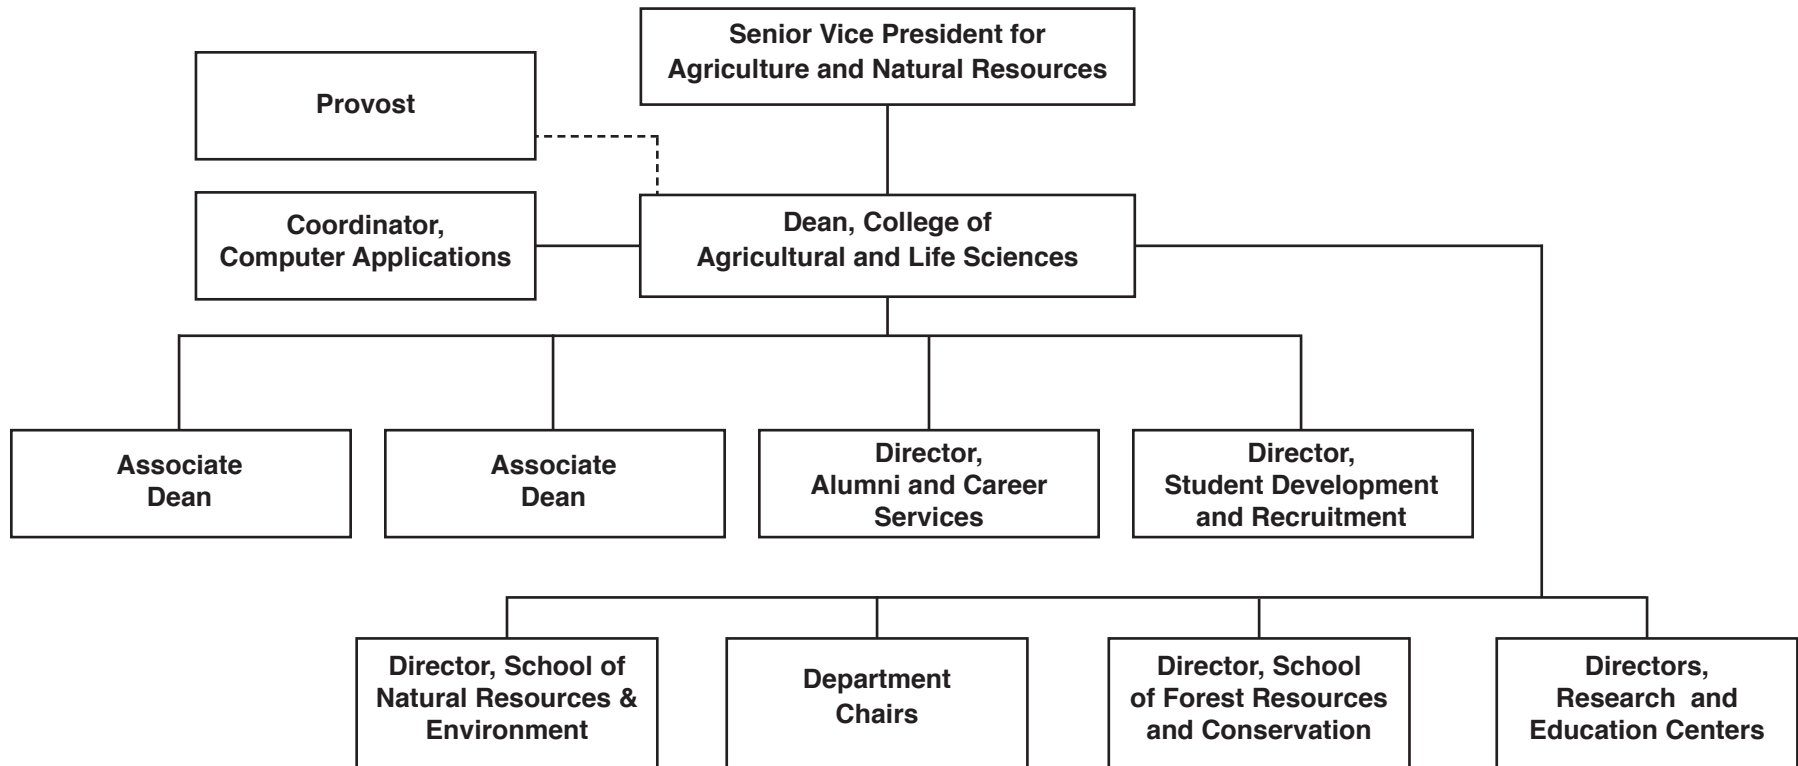 Senior Vice President for
Agriculture and Natural Resources
Provost
Coordinator,
Computer Applications
Dean, College of
Agricultural and Life Sciences
Associate
Dean
Associate
Dean
Director,
Alumni and Career
Services
Director,
Student Development
and Recruitment
Director, School of
Natural Resources &
Environment
Department
Chairs
Director, School
of Forest Resources
and Conservation
Directors,
Research and
Education Centers